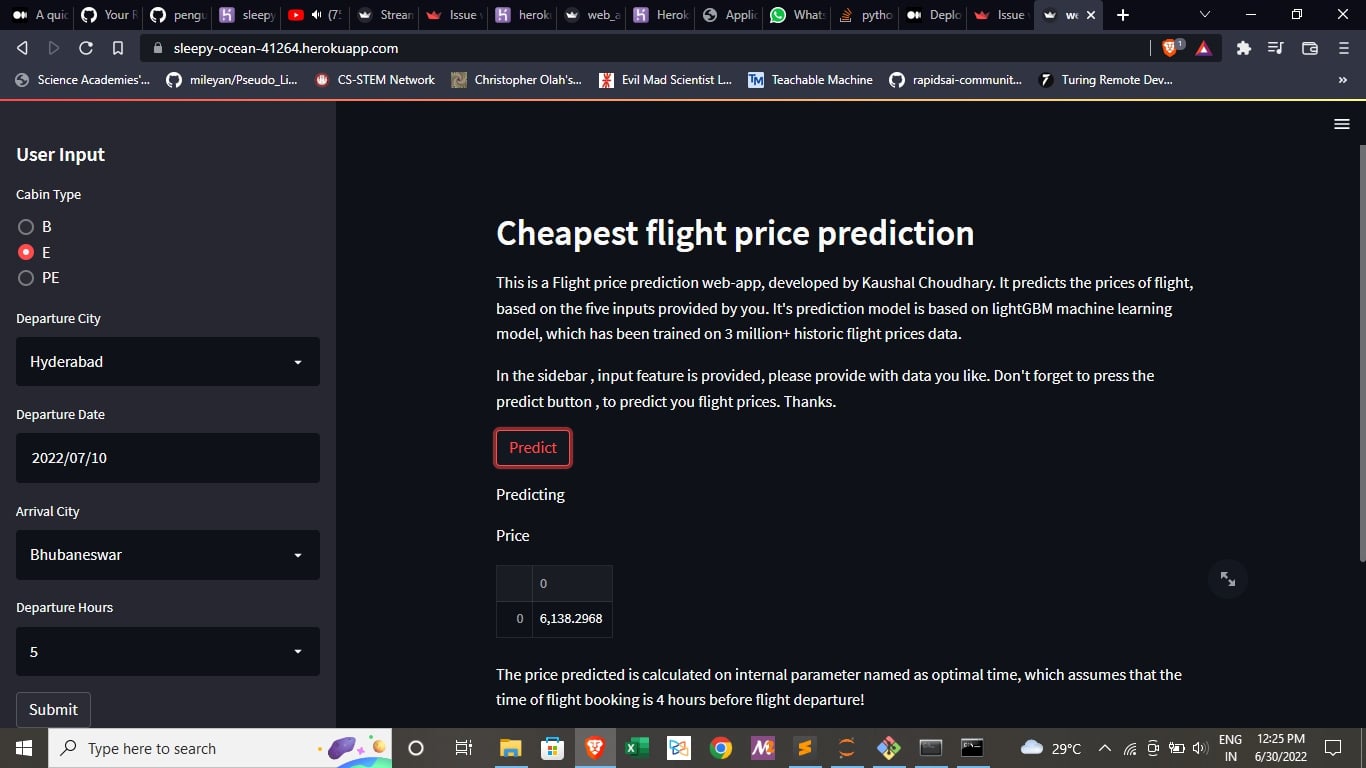 A quic
Your R
pengu
sleepy
(7
Stream
Issue
heroku
web_a
Herok
Applic
Whats
pytho
Deplo
Issue
we
sleepy-ocean-41264.herokuapp.com
1
Science Academies'...
mileyan/Pseudo_Li...
CS-STEM Network
Christopher Olah's...
Evil Mad Scientist L...
TM
Teachable Machine
rapidsai-communit...
Turing Remote Dev...
»
User Input
Cabin Type
B
E
PE
Departure City
Hyderabad
Departure Date
2022/07/10
Arrival City
Bhubaneswar
Departure Hours
5
Submit
Cheapest flight price prediction
This is a Flight price prediction web-app, developed by Kaushal Choudhary. It predicts the prices of flight,
based on the five inputs provided by you. It's prediction model is based on lightGBM machine learning
model, which has been trained on 3 million+ historic flight prices data.
In the sidebar , input feature is provided, please provide with data you like. Don't forget to press the
predict button , to predict you flight prices. Thanks.
Predict
Predicting
Price
0
0 6,138.2968
The price predicted is calculated on internal parameter named as optimal time, which assumes that the
time of flight booking is 4 hours before flight departure!
Type here to search
29°C
ENG
IN
12:25 PM
6/30/2022